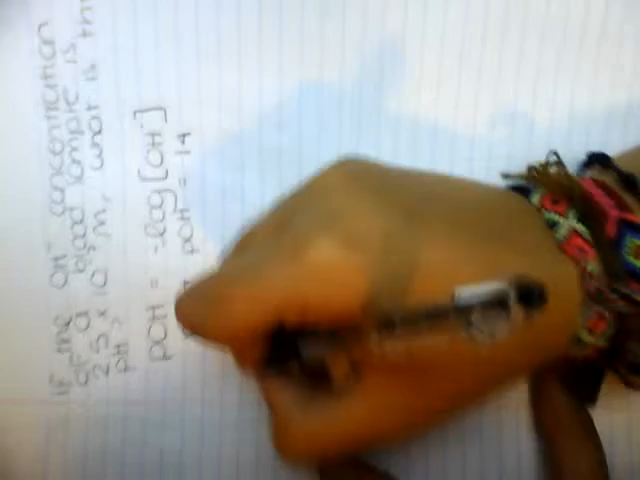 If the OH⁻ concentration
of a blood sample is
2.5 x 10 M, what is the
pH?
pOH = -log[OH⁻]
pOH = 14